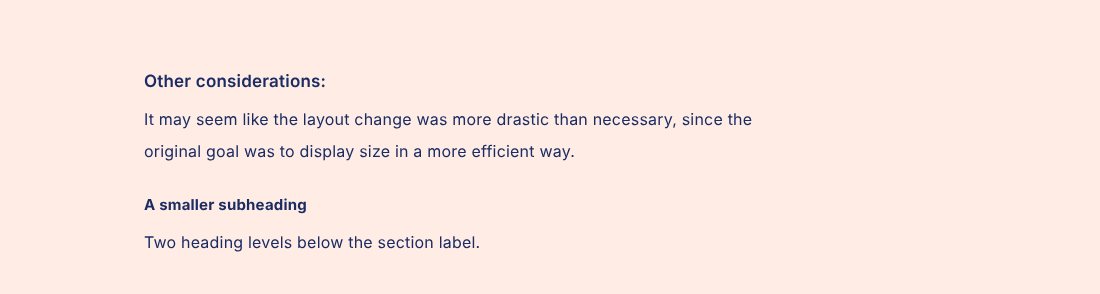 Other considerations:
It may seem like the layout change was more drastic than necessary, since the
original goal was to display size in a more efficient way.
A smaller subheading
Two heading levels below the section label.